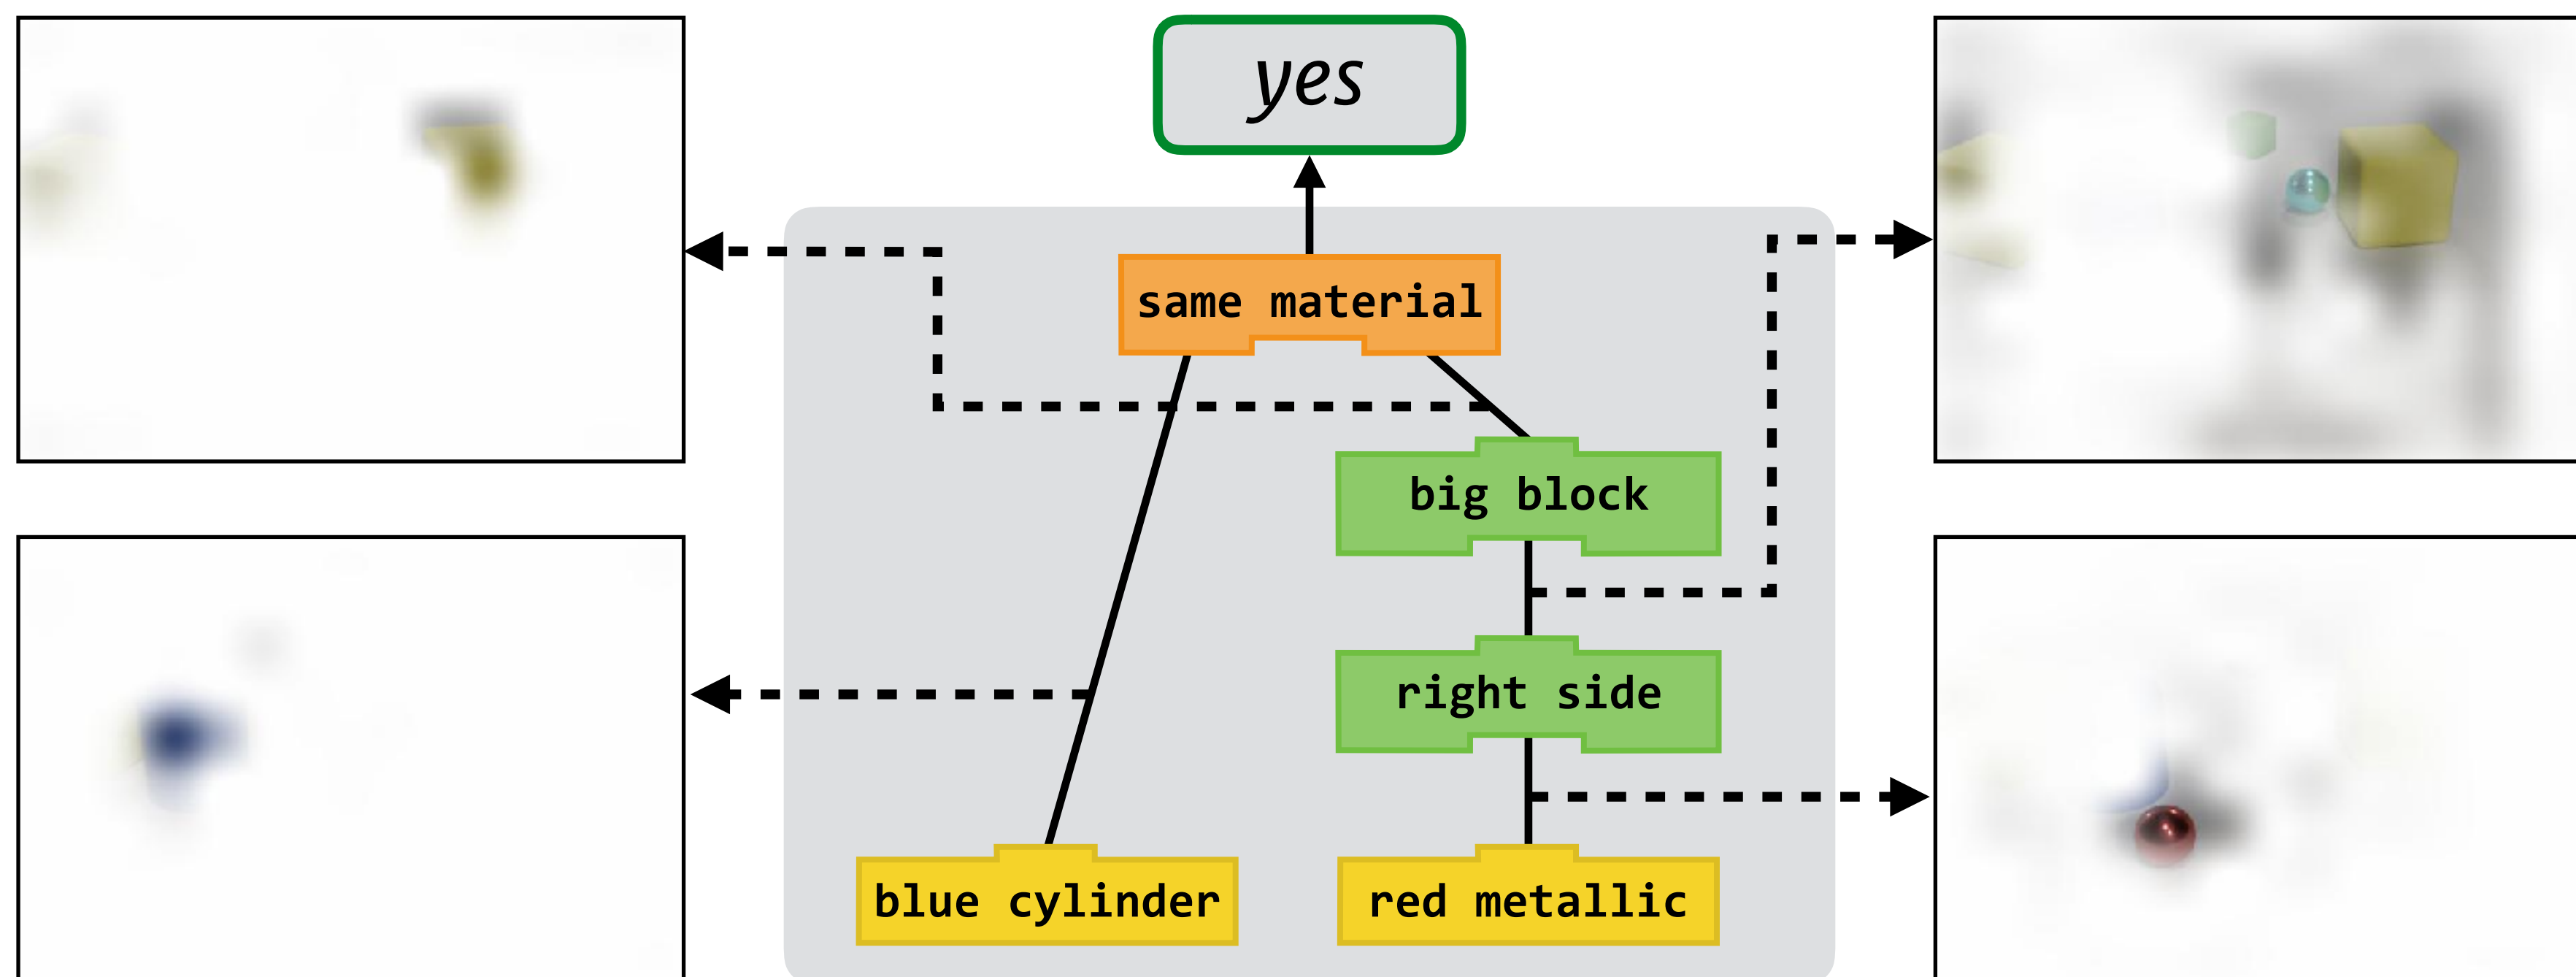 yes
same material
big block
right side
blue cylinder
red metallic